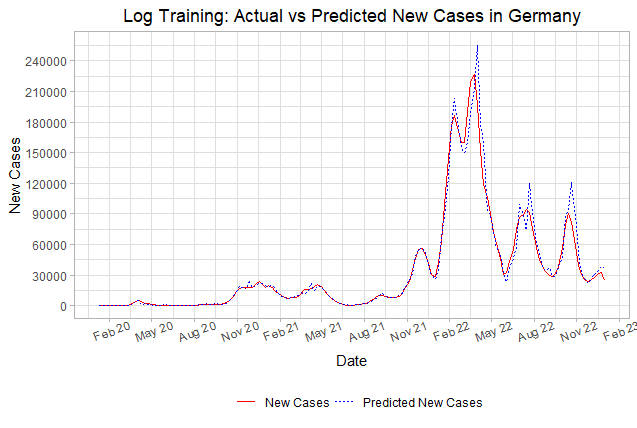 Log Training: Actual vs Predicted New Cases in Germany
New Cases
240000
210000
180000
150000
120000
90000
60000
30000
0
Feb 20 May 20 Aug 20 Nov 20 Feb 21 May 21 Aug 21 Nov 21 Feb 22 May 22 Aug 22 Nov 22 Feb 23
Date
New Cases Predicted New Cases